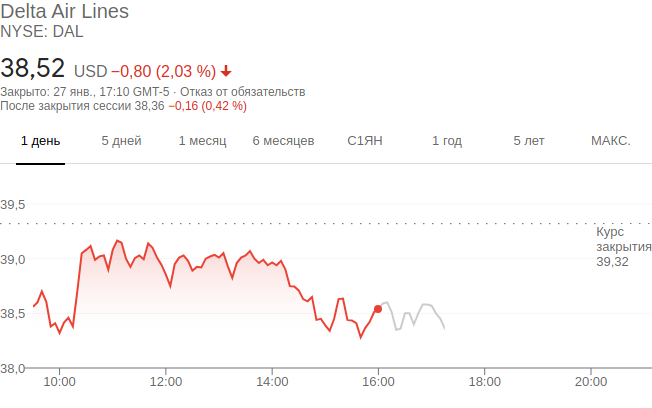 Delta Air Lines
NYSE: DAL
38,52 USD −0,80 (2,03 %)
Закрыто: 27 янв., 17:10 GMT-5 · Отказ от обязательств
После закрытия сессии 38,36 −0,16 (0,42 %)
1 день 5 дней 1 месяц 6 месяцев С1ЯН 1 год 5 лет МАКС.
39,5
Курс
закрытия
39,32
39,0
38,5
38,0
10:00 12:00 14:00 16:00 18:00 20:00